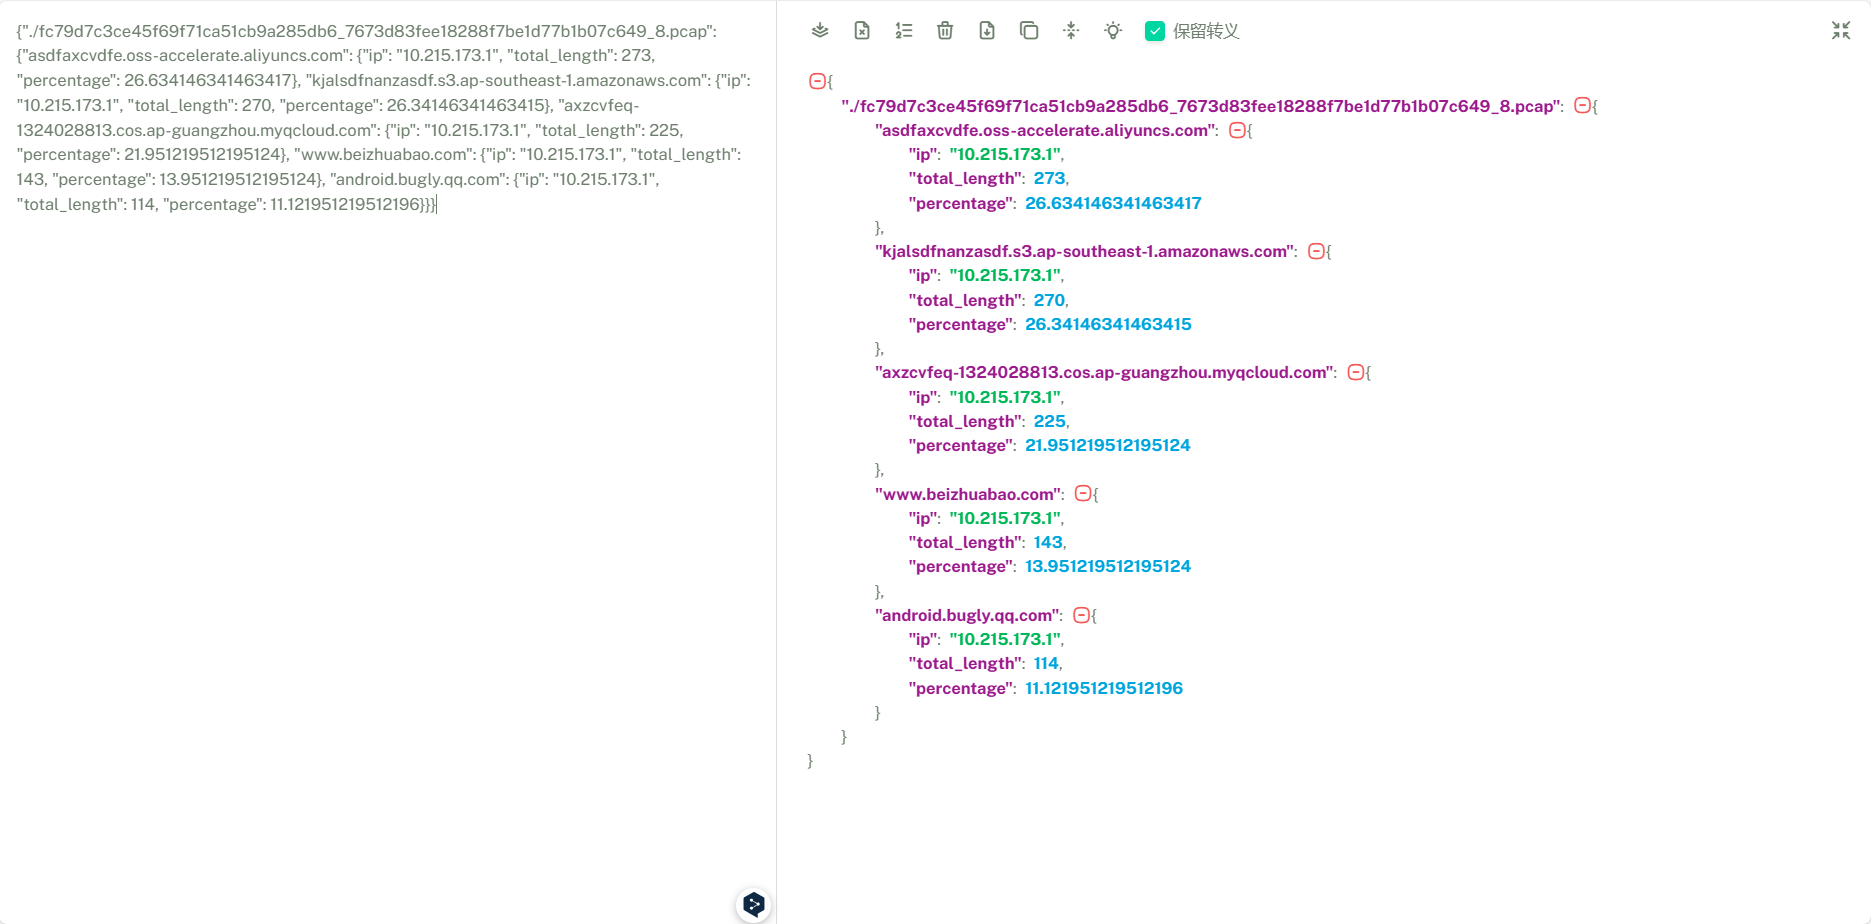 {"./fc79d7c3ce45f69f71ca51cb9a285db6_7673d83fee18288f7be1d77b1b07c649_8.pcap":
{"asdfaxcvdfe.oss-accelerate.aliyuncs.com": {"ip": "10.215.173.1", "total_length": 273,
"percentage": 26.634146341463417}, "kjalsdfnanzasdf.s3.ap-southeast-1.amazonaws.com": {"ip":
"10.215.173.1", "total_length": 270, "percentage": 26.34146341463415}, "axzcvfeq-
1324028813.cos.ap-guangzhou.myqcloud.com": {"ip": "10.215.173.1", "total_length": 225,
"percentage": 21.951219512195124}, "www.beizhuabao.com": {"ip": "10.215.173.1", "total_length":
143, "percentage": 13.951219512195124}, "android.bugly.qq.com": {"ip": "10.215.173.1",
"total_length": 114, "percentage": 11.121951219512196}}}
保留转义
{
"./fc79d7c3ce45f69f71ca51cb9a285db6_7673d83fee18288f7be1d77b1b07c649_8.pcap": {
"asdfaxcvdfe.oss-accelerate.aliyuncs.com": {
"ip": "10.215.173.1",
"total_length": 273,
"percentage": 26.634146341463417
},
"kjalsdfnanzasdf.s3.ap-southeast-1.amazonaws.com": {
"ip": "10.215.173.1",
"total_length": 270,
"percentage": 26.34146341463415
},
"axzcvfeq-1324028813.cos.ap-guangzhou.myqcloud.com": {
"ip": "10.215.173.1",
"total_length": 225,
"percentage": 21.951219512195124
},
"www.beizhuabao.com": {
"ip": "10.215.173.1",
"total_length": 143,
"percentage": 13.951219512195124
},
"android.bugly.qq.com": {
"ip": "10.215.173.1",
"total_length": 114,
"percentage": 11.121951219512196
}
}
}